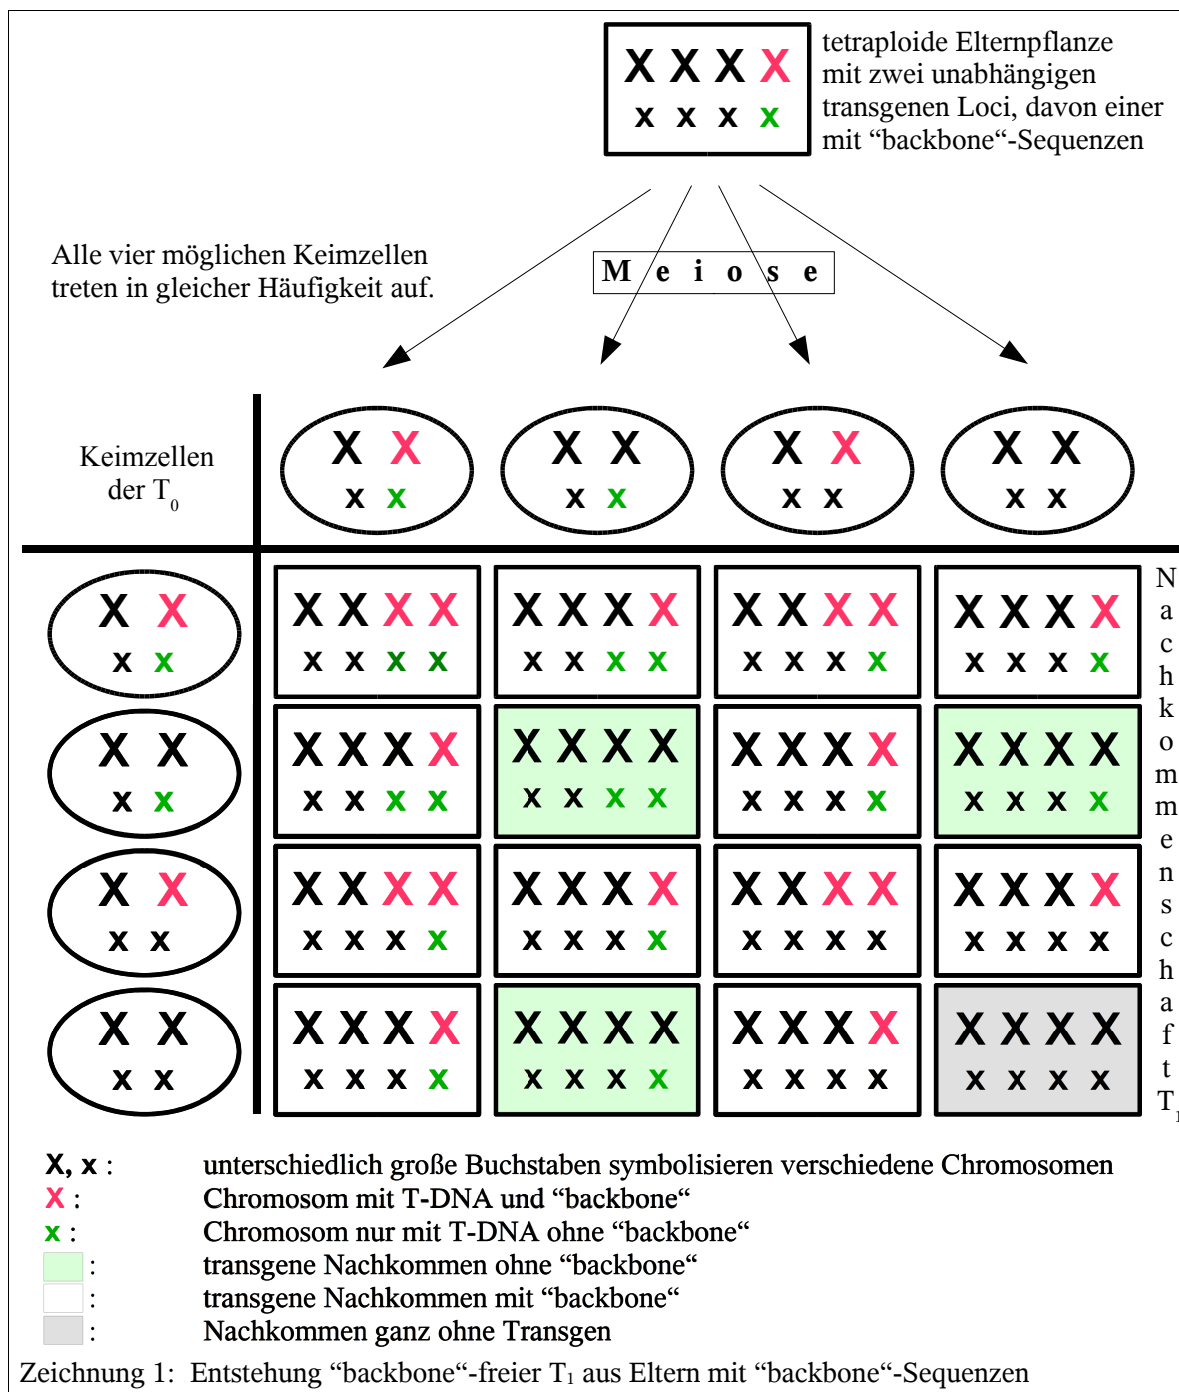 X X X X
x x x x
tetraploide Elternpflanze
mit zwei unabhängigen
transgenen Loci, davon einer
mit “backbone“-Sequenzen
Alle vier möglichen Keimzellen
treten in gleicher Häufigkeit auf.
M e i o s e
Keimzellen
der T0
X X
x x
X X
x x
X X
x x
X X
x x
X X
x x
X X X X
x x x x
X X X X
x x x x
X X X X
x x x x
X X X X
x x x x
X X
x x
X X X X
x x x x
X X X X
x x x x
X X X X
x x x x
X X X X
x x x x
X X
x x
X X X X
x x x x
X X X X
x x x x
X X X X
x x x x
X X X X
x x x x
X X
x x
X X X X
x x x x
X X X X
x x x x
X X X X
x x x x
X X X X
x x x x
N a c h k o m m e n s c h a f t T1
X, x : unterschiedlich große Buchstaben symbolisieren verschiedene Chromosomen
X : Chromosom mit T-DNA und “backbone“
x : Chromosom nur mit T-DNA ohne “backbone“
: transgene Nachkommen ohne “backbone“
: transgene Nachkommen mit “backbone“
: Nachkommen ganz ohne Transgen
Zeichnung 1: Entstehung “backbone“-freier T1 aus Eltern mit “backbone“-Sequenzen